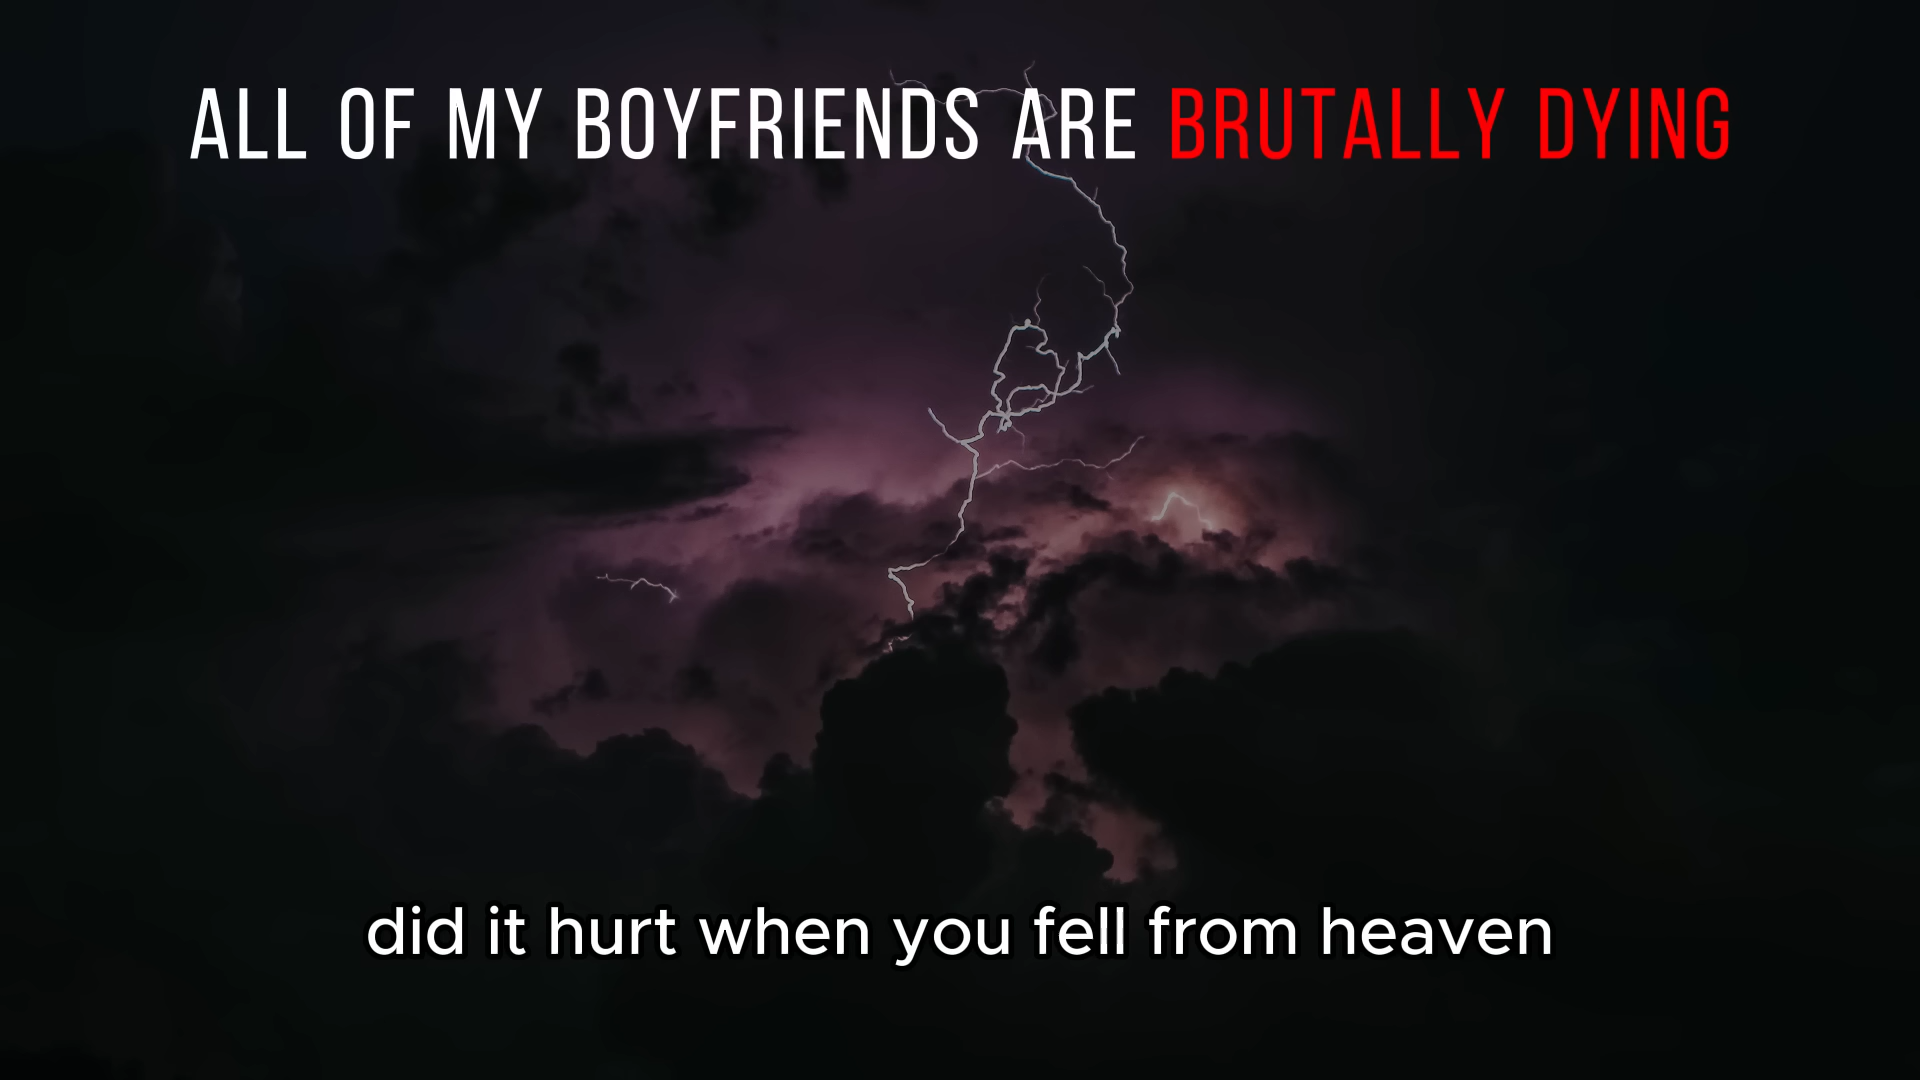 ALL OF MY BOYFRIENDS ARE BRUTALLY DYING
did it hurt when you fell from heaven